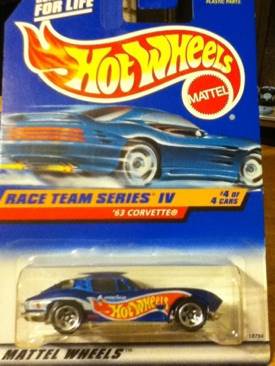 FOR LIFE
PLASTIC PARTS
HOT WHEELS
MATTEL
RACE TEAM SERIES IV
#4 OF
4 CARS
'63 CORVETTE®
HOT WHEELS
MATTEL WHEELS™